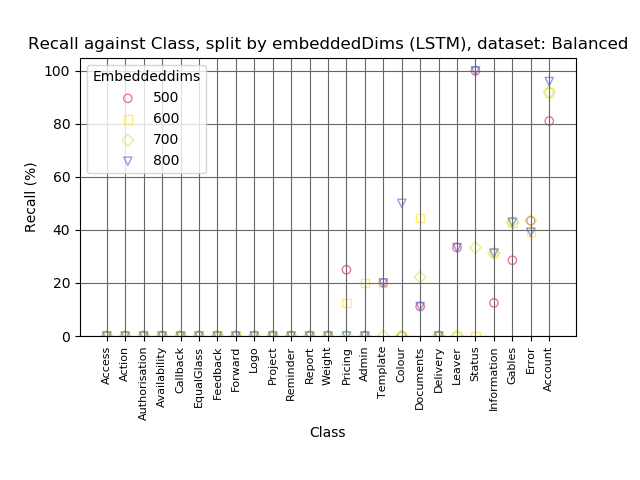 Recall against Class, split by embeddedDims (LSTM), dataset: Balanced
Embeddeddims
500
600
700
800
Recall (%)
100
80
60
40
20
0
Access
Action
Authorisation
Availability
Callback
EqualGlass
Feedback
Forward
Logo
Project
Reminder
Report
Weight
Pricing
Admin
Template
Colour
Documents
Delivery
Leaver
Status
Information
Gables
Error
Account
Class